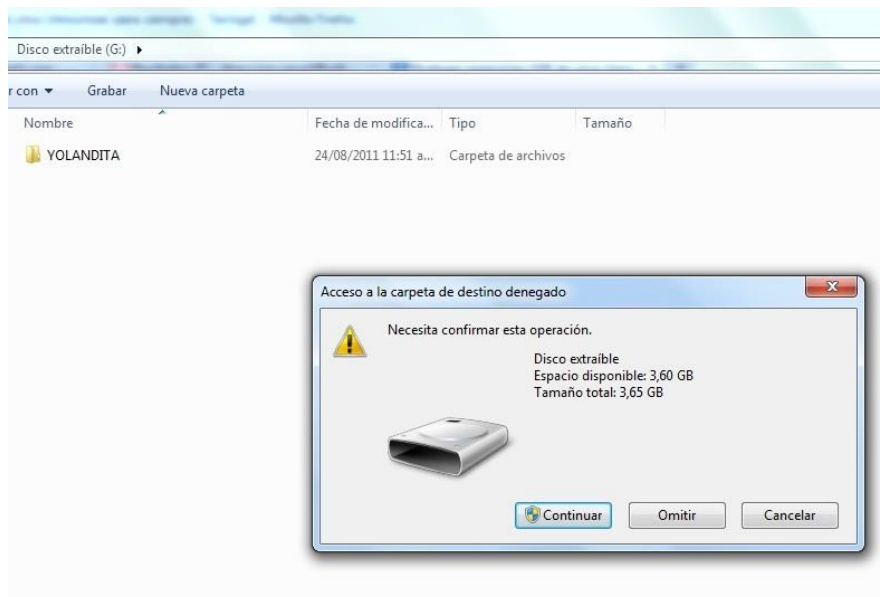 Disco extraíble (G:)
r con Grabar Nueva carpeta
Nombre Fecha de modifica... Tipo Tamaño
YOLANDITA 24/08/2011 11:51 a... Carpeta de archivos
Acceso a la carpeta de destino denegado
Necesita confirmar esta operación.
Disco extraíble
Espacio disponible: 3,60 GB
Tamaño total: 3,65 GB
Continuar Omitir Cancelar